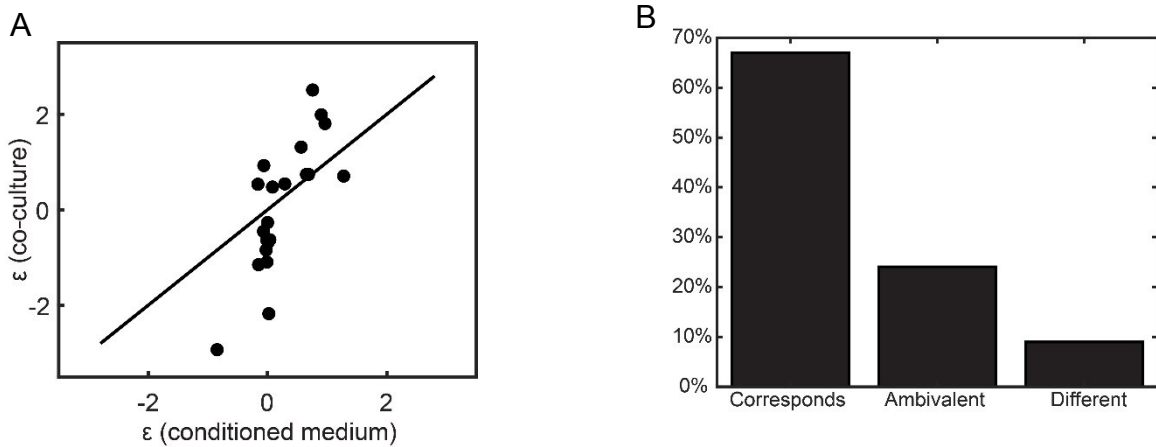 A
2
0
-2
ε (co-culture)
-2 0 2
ε (conditioned medium)
B
70%
60%
50%
40%
30%
20%
10%
0%
Corresponds Ambivalent Different